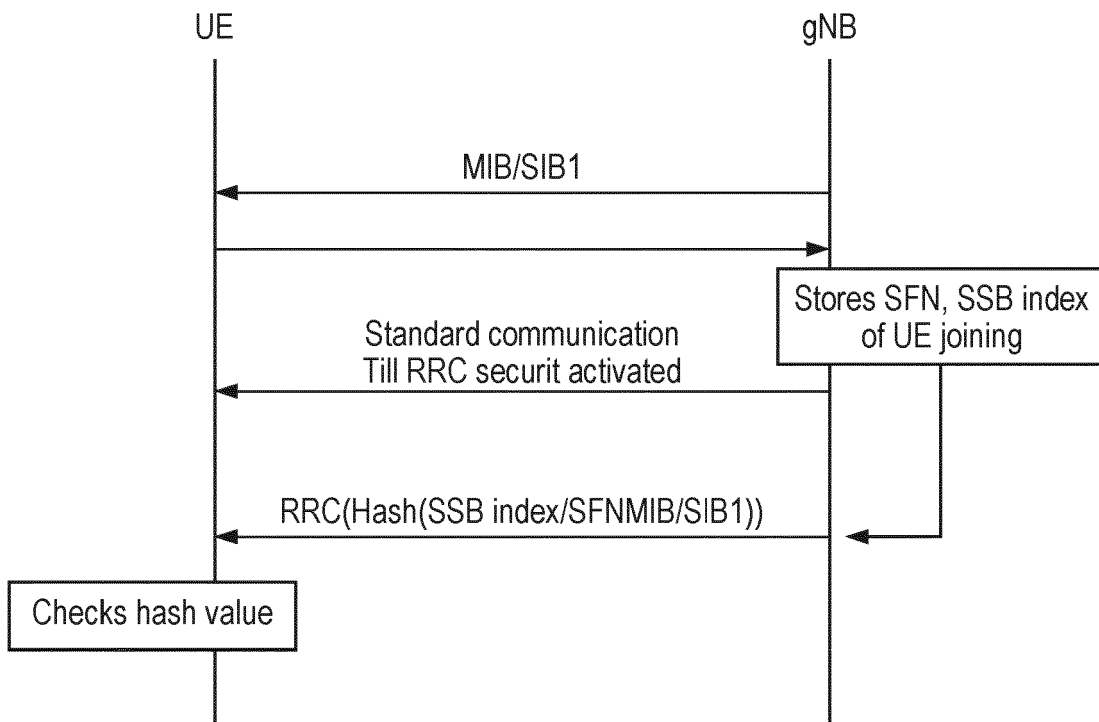 UE
gNB
MIB/SIB1
Stores SFN, SSB index
of UE joining
Standard communication
Till RRC securit activated
RRC(Hash(SSB index/SFNMIB/SIB1))
Checks hash value